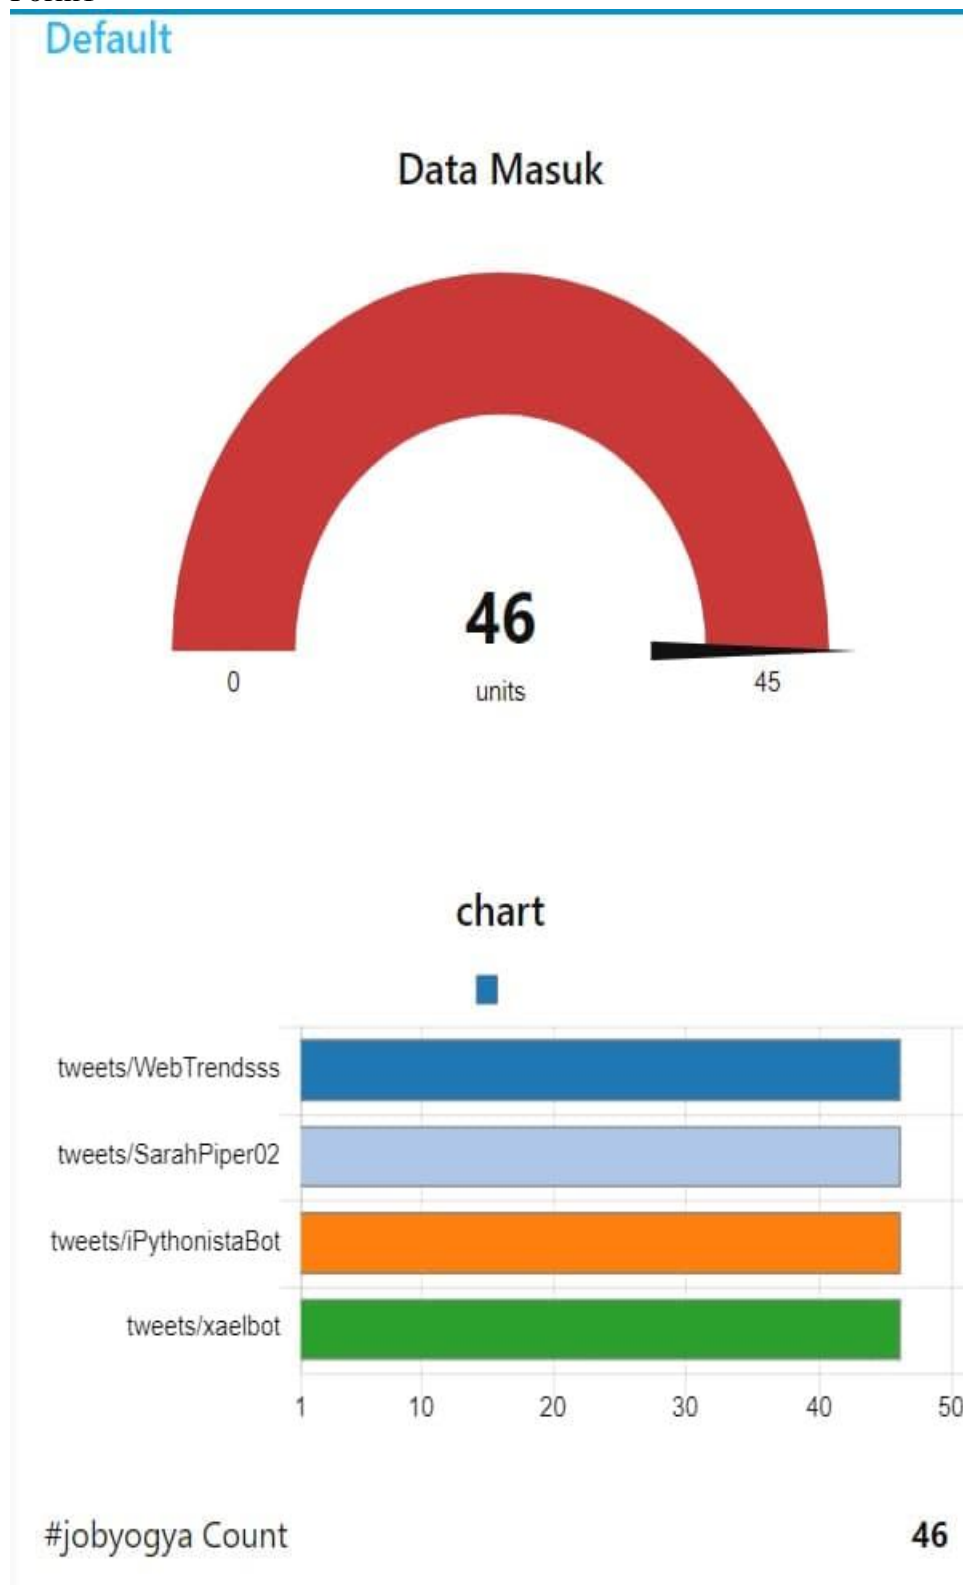 Default
Data Masuk
46
0
units
45
chart
tweets/WebTrendsss
tweets/SarahPiper02
tweets/iPythonistaBot
tweets/xaelbot
1 10 20 30 40 50
#jobyogya Count 46